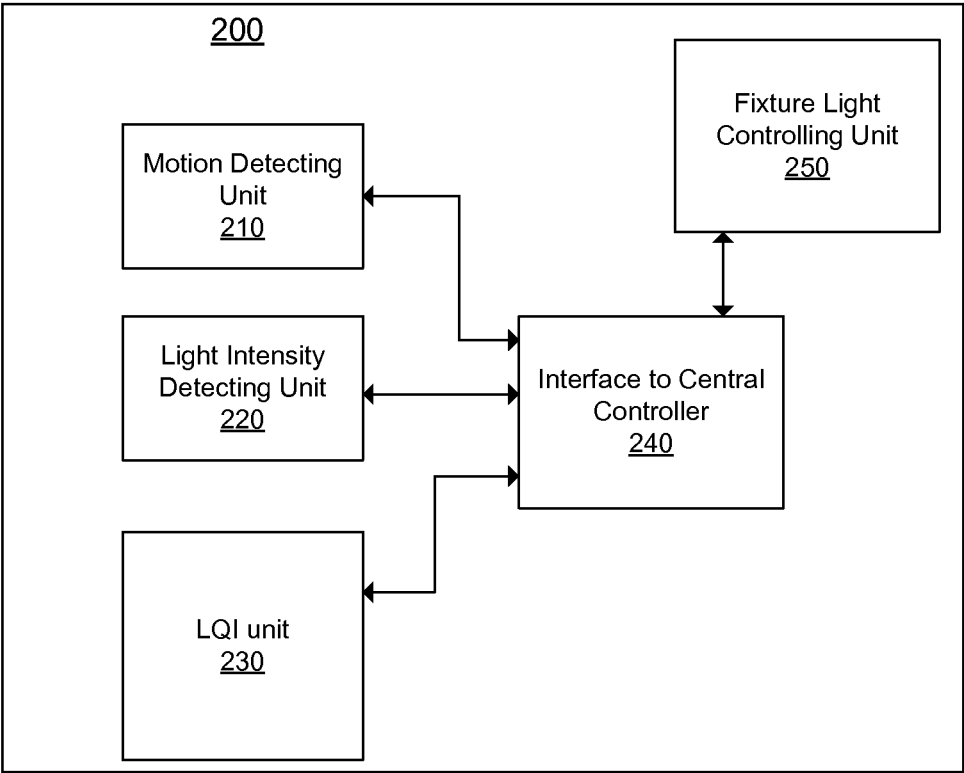 200
Fixture Light
Controlling Unit
250
Motion Detecting
Unit
210
Light Intensity
Detecting Unit
220
Interface to Central
Controller
240
LQI unit
230